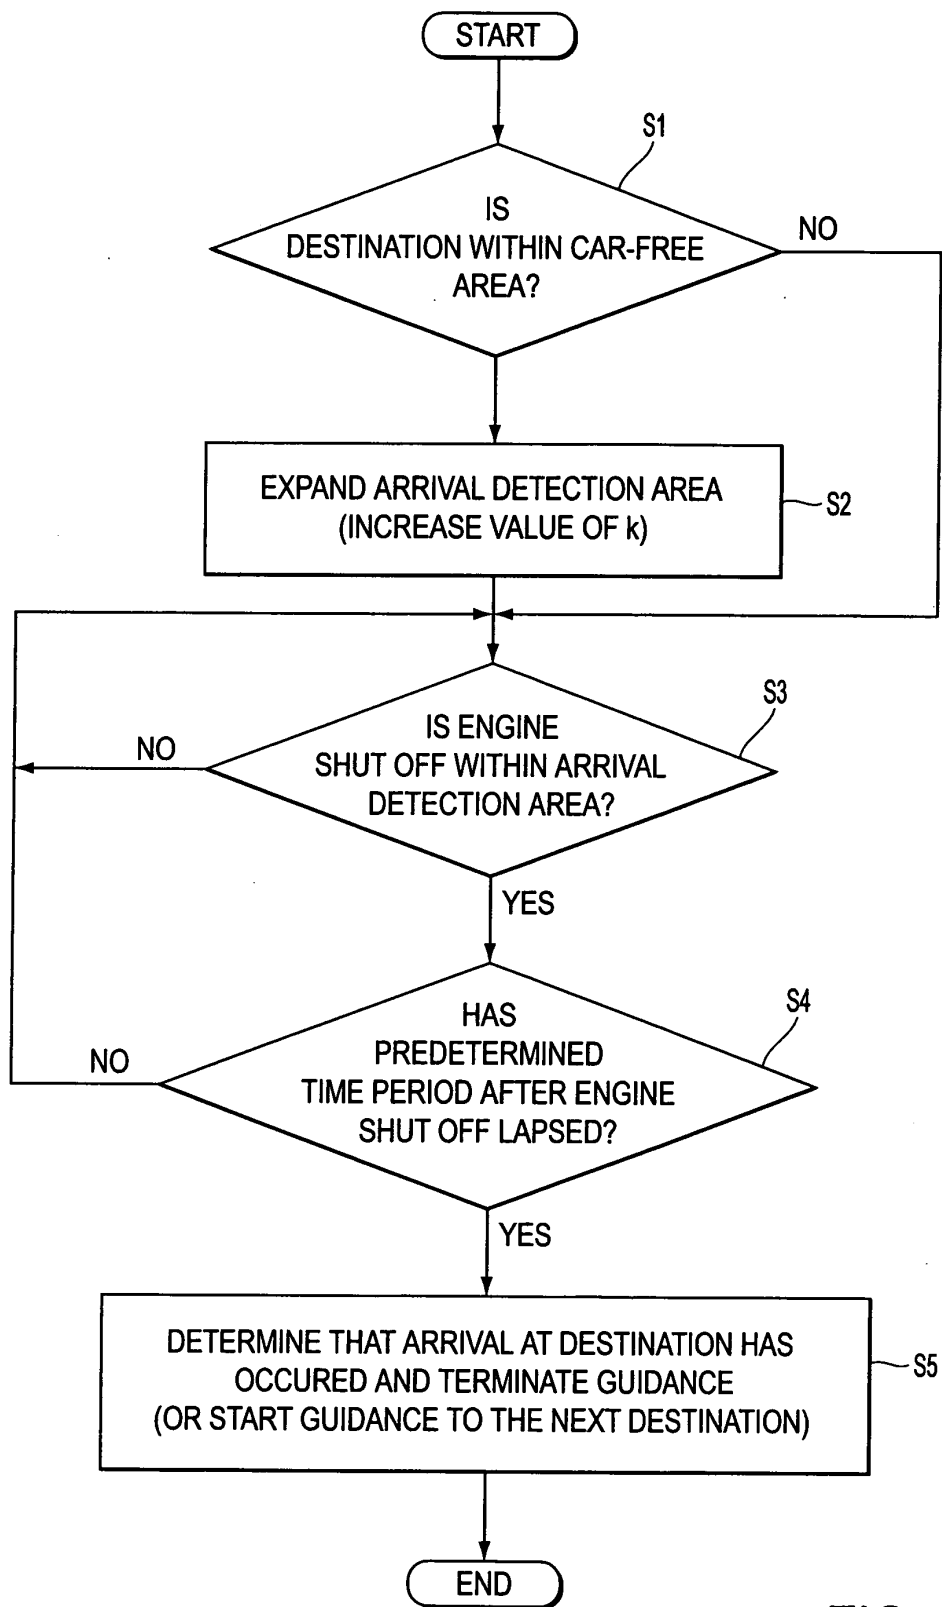 START
S1
IS
DESTINATION WITHIN CAR-FREE
AREA?
NO
EXPAND ARRIVAL DETECTION AREA
(INCREASE VALUE OF k)
S2
S3
IS ENGINE
SHUT OFF WITHIN ARRIVAL
DETECTION AREA?
NO
YES
S4
HAS
PREDETERMINED
TIME PERIOD AFTER ENGINE
SHUT OFF LAPSED?
NO
YES
DETERMINE THAT ARRIVAL AT DESTINATION HAS
OCCURED AND TERMINATE GUIDANCE
(OR START GUIDANCE TO THE NEXT DESTINATION)
S5
END